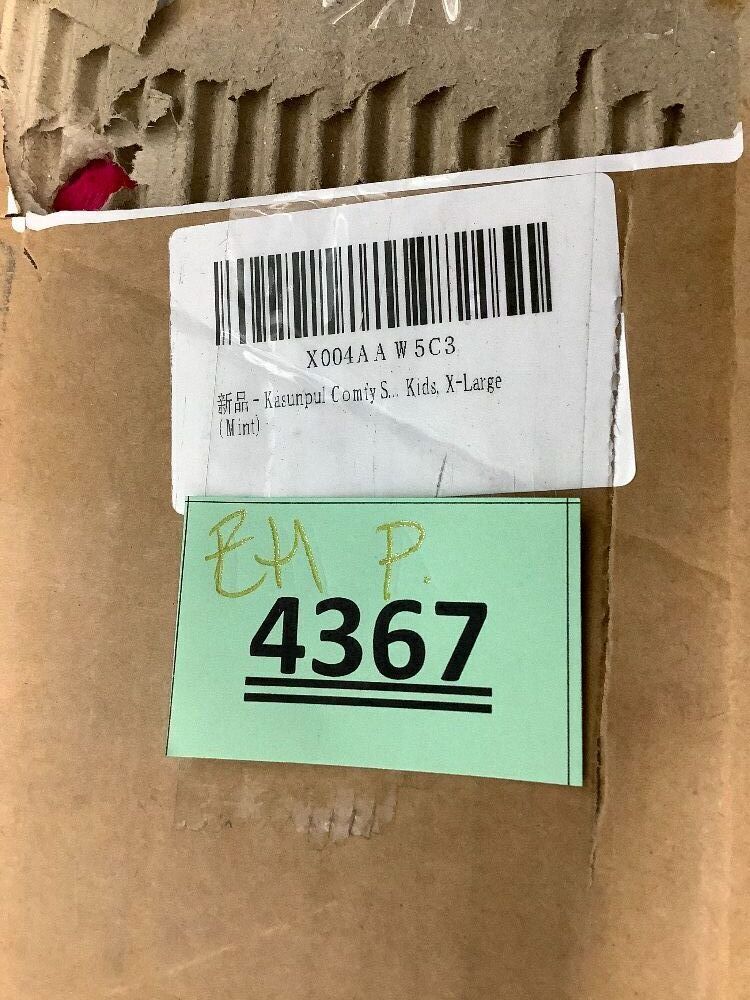 X004AAW5C3
新品 - Kasunpul Comfy S... Kids, X-Large
(Mint)
EH P.
4367